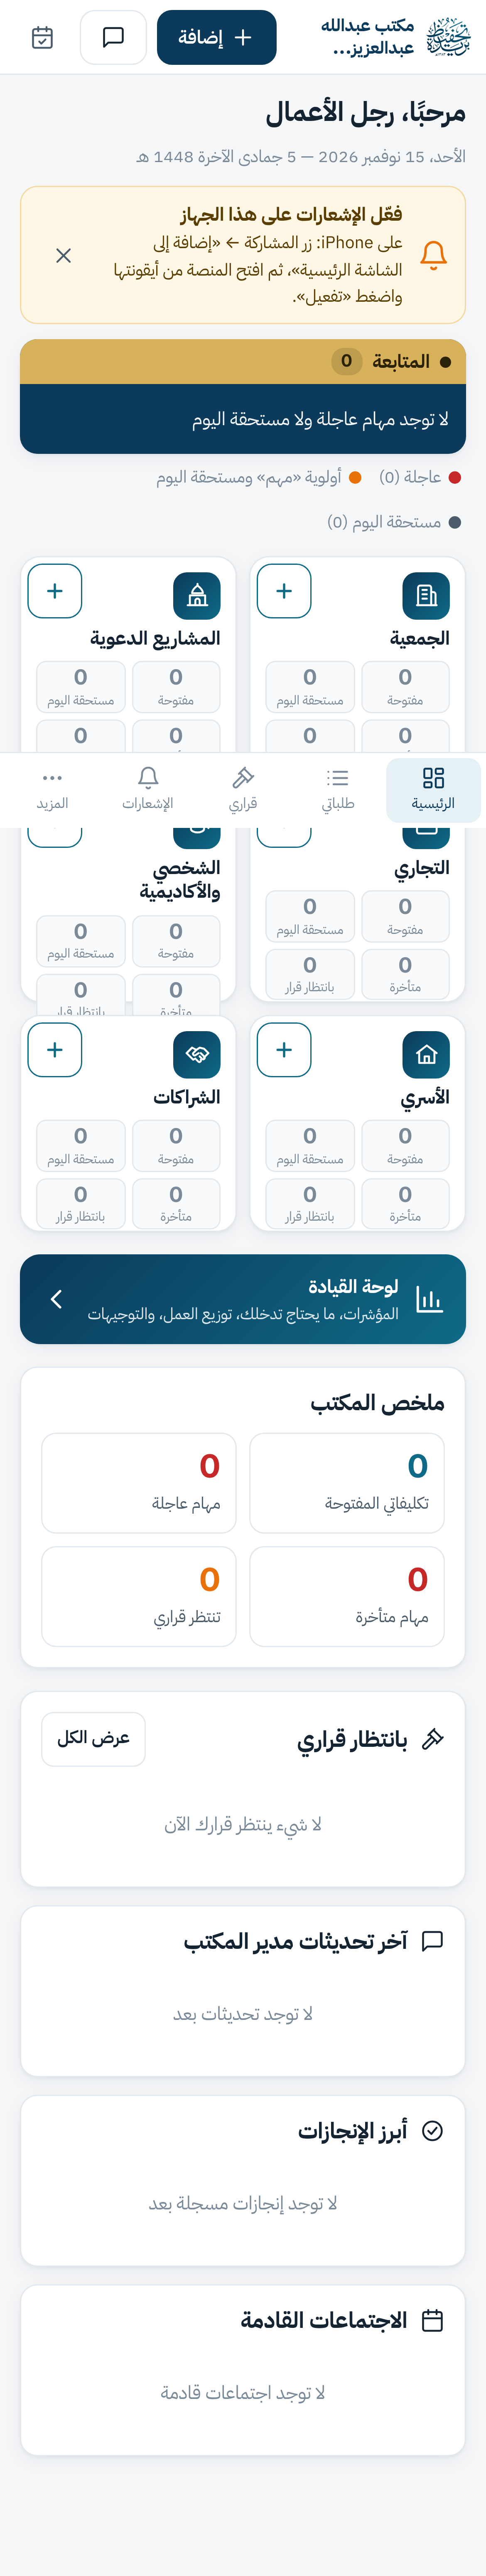 مكتب عبدالله
عبدالعزيز...
إضافة
مرحبًا، رجل الأعمال
الأحد، 15 نوفمبر 2026 — 5 جمادى الآخرة 1448 هـ
فعّل الإشعارات على هذا الجهاز
على iPhone: زر المشاركة ← «إضافة إلى
الشاشة الرئيسية»، ثم افتح المنصة من أيقونتها
واضغط «تفعيل».
المتابعة 0
لا توجد مهام عاجلة ولا مستحقة اليوم
عاجلة (0) أولوية «مهم» ومستحقة اليوم
مستحقة اليوم (0)
الجمعية
0 0
مفتوحة مستحقة اليوم
0 0
المشاريع الدعوية
0 0
مفتوحة مستحقة اليوم
0 0
الرئيسية طلباتي قراري الإشعارات المزيد
التجاري
0 0
مفتوحة مستحقة اليوم
0 0
متأخرة بانتظار قرار
الشخصي
والأكاديمية
0 0
مفتوحة مستحقة اليوم
0 0
متأخرة بانتظار قرار
الأسري
0 0
مفتوحة مستحقة اليوم
0 0
متأخرة بانتظار قرار
الشراكات
0 0
مفتوحة مستحقة اليوم
0 0
متأخرة بانتظار قرار
لوحة القيادة
المؤشرات، ما يحتاج تدخلك، توزيع العمل، والتوجيهات
ملخص المكتب
0 0
تكليفاتي المفتوحة مهام عاجلة
0 0
مهام متأخرة تنتظر قراري
بانتظار قراري عرض الكل
لا شيء ينتظر قرارك الآن
آخر تحديثات مدير المكتب
لا توجد تحديثات بعد
أبرز الإنجازات
لا توجد إنجازات مسجلة بعد
الاجتماعات القادمة
لا توجد اجتماعات قادمة